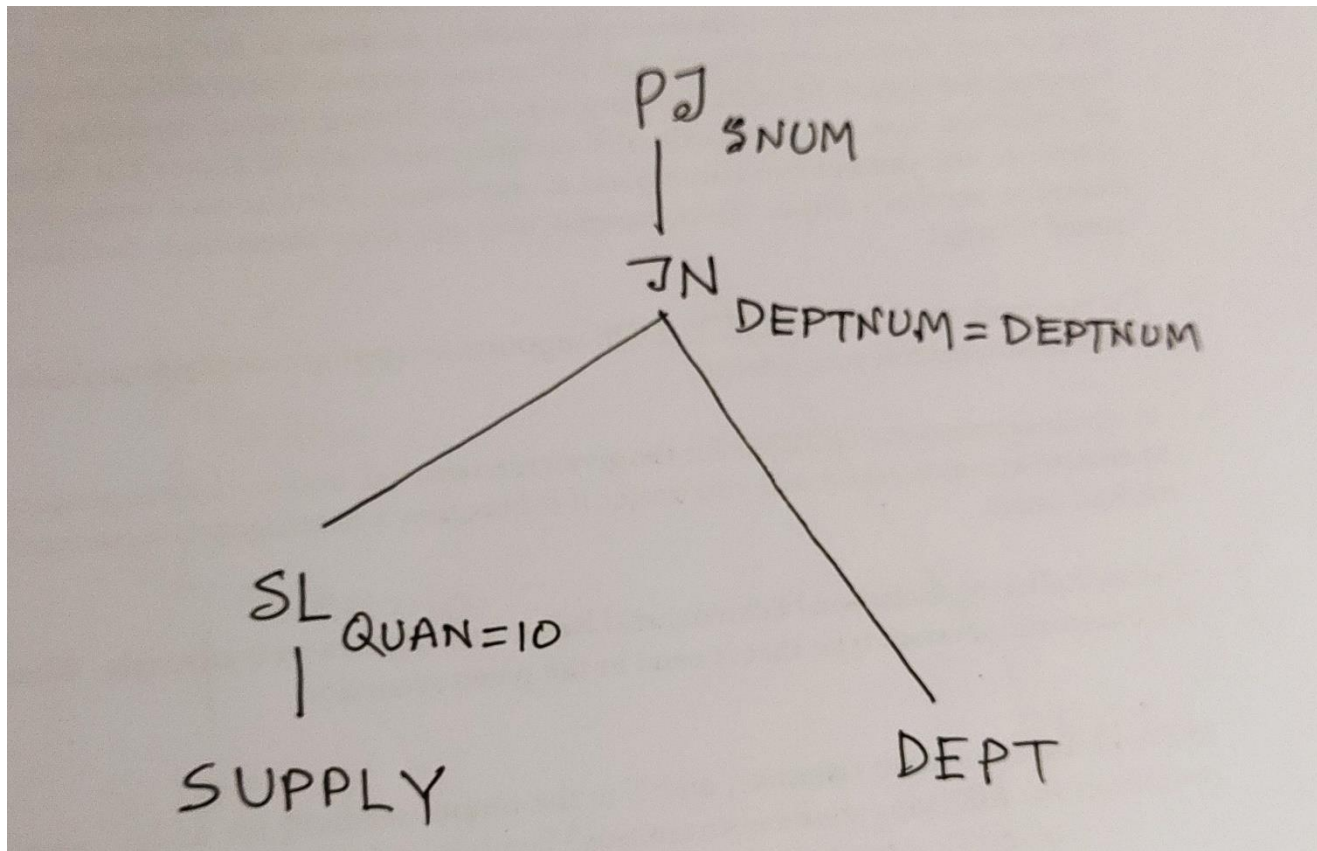 PJ SNUM
JN DEPTNUM = DEPTNUM
SL QUAN=10
SUPPLY
DEPT